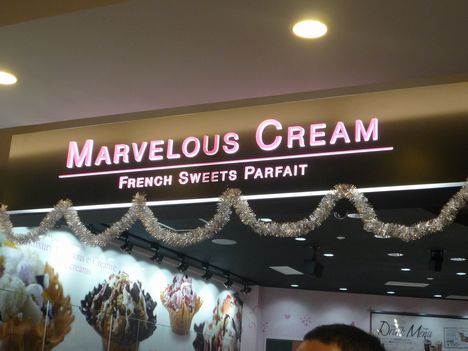 MARVELOUS CREAM
FRENCH SWEETS PARFAIT
Drink Menu